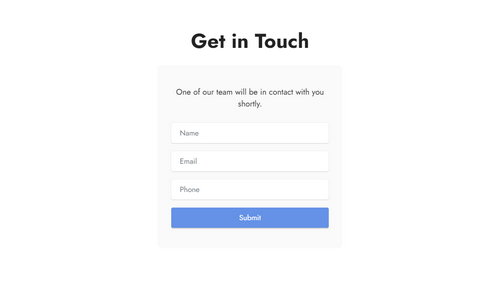 Get in Touch
One of our team will be in contact with you
shortly.
Name
Email
Phone
Submit